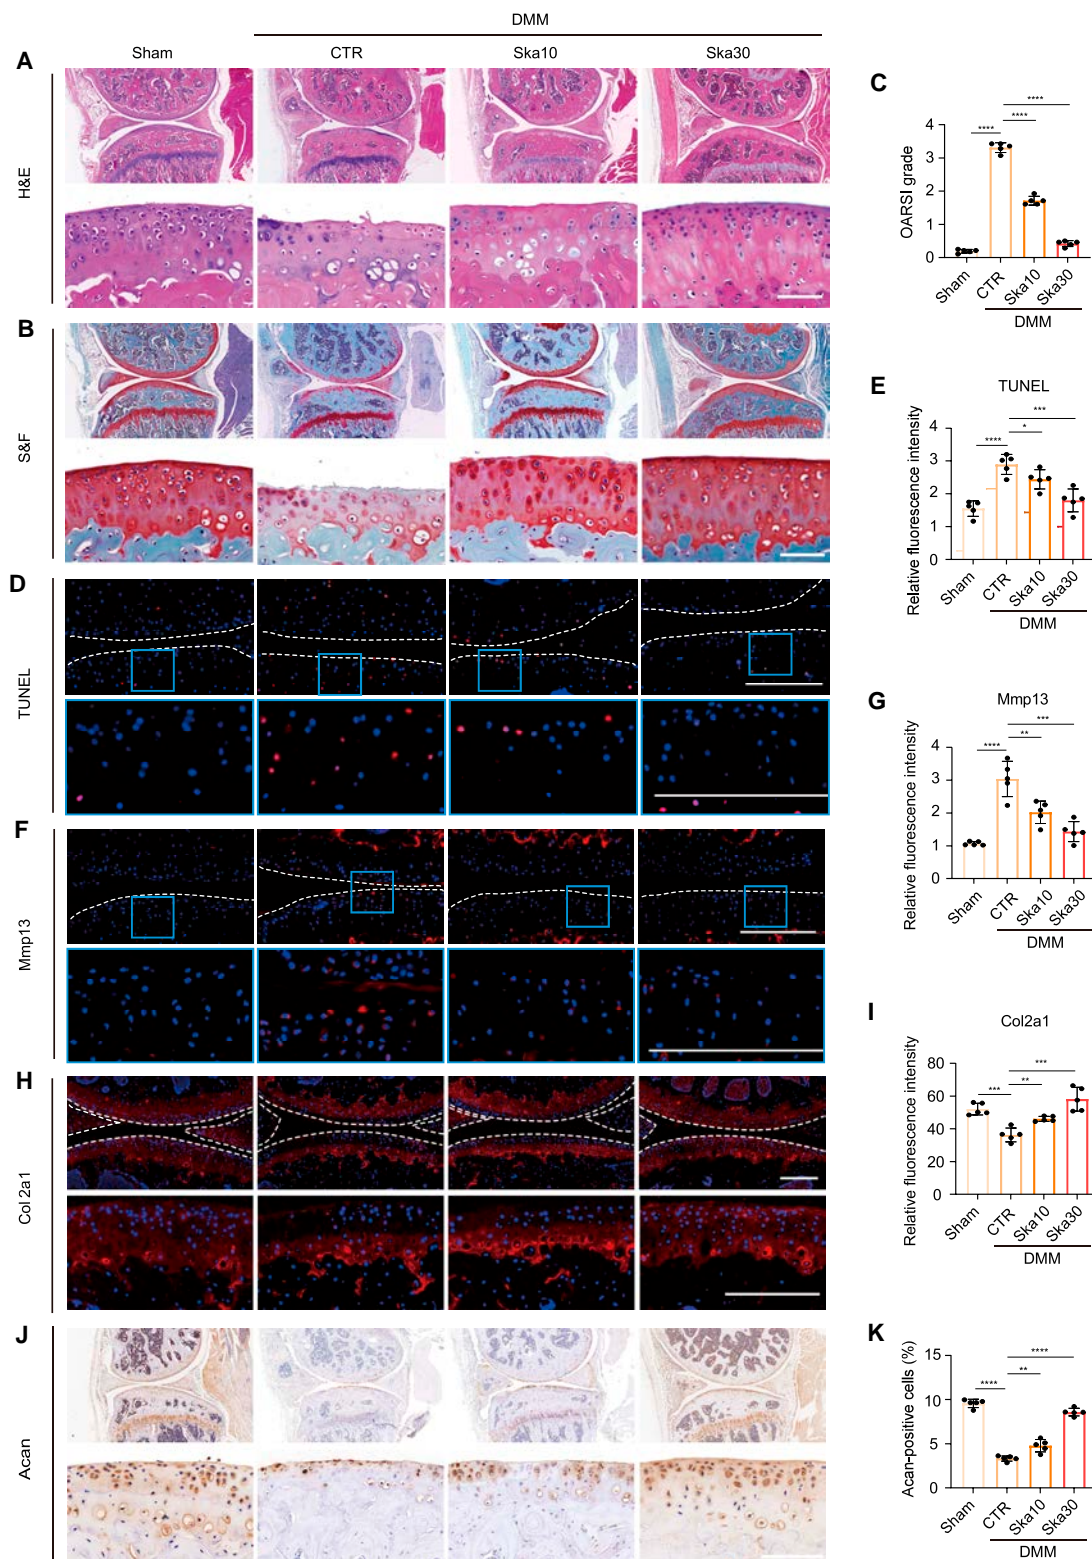 DMM
Sham CTR Ska10 Ska30
A
H&E
B
S&F
D
TUNEL
F
Mmp13
H
Col2a1
J
Acan
C
**** **** ****
OARSI grade
4
3
2
1
0
Sham CTR Ska10 Ska30
DMM
E
TUNEL
**** * ***
Relative fluorescence intensity
4
3
2
1
0
Sham CTR Ska10 Ska30
DMM
G
Mmp13
**** ** ***
Relative fluorescence intensity
4
3
2
1
0
Sham CTR Ska10 Ska30
DMM
I
Col2a1
*** ** ***
Relative fluorescence intensity
80
60
40
20
0
Sham CTR Ska10 Ska30
DMM
K
**** ** ****
Acan-positive cells (%)
15
10
5
0
Sham CTR Ska10 Ska30
DMM